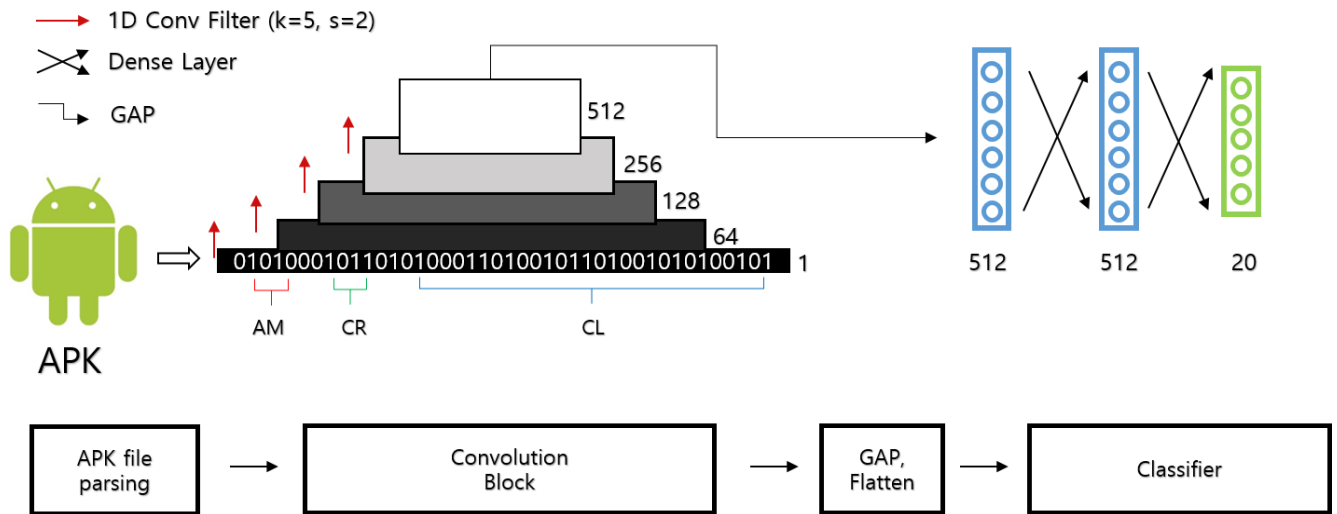 1D Conv Filter (k=5, s=2)
Dense Layer
GAP
512
256
128
64
010100010110101000110100101101001010100101
1
AM
CR
CL
APK
512
512
20
APK file
parsing
Convolution
Block
GAP,
Flatten
Classifier